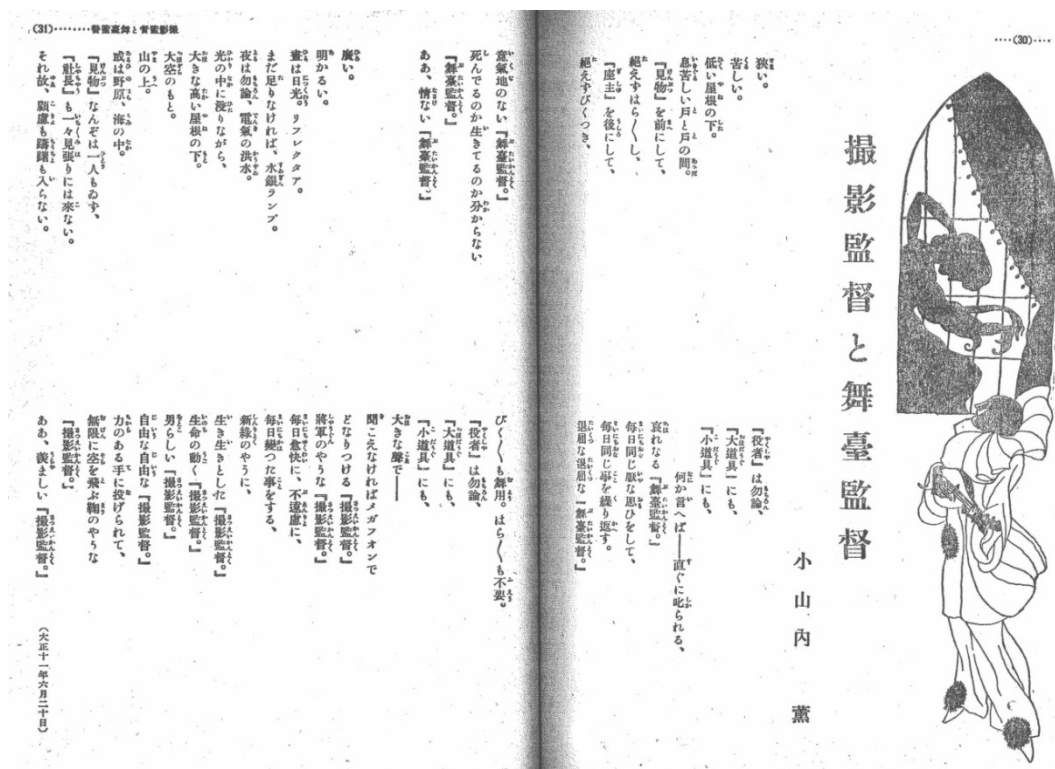 ‥‥(30)‥‥
撮影監督と舞臺監督
小山內 薰
狹い。
苦しい。
低い屋根の下。
息苦しい戸と戸の間。
『見物』を前にして、
絕えずはら〱し、
『座主』を後にして、
絕えずびくつき、
『役者』は勿論、
『大道具』にも、
『小道具』にも、
何か言へば――直ぐに叱られる、
哀れなる『舞臺監督。』
每日同じ厭な思ひをして、
每日同じ事を繰り返す。
退屈な退屈な『舞臺監督。』
(31)‥‥‥‥‥撮影監督と舞臺監督
意氣地のない『舞臺監督。』
死んでるのか生きてるのか分からない
『舞臺監督。』
ああ、情ない『舞臺監督。』
廣い。
明かるい。
晝は日光。リフレクタア。
まだ足りなければ、水銀ランプ。
夜は勿論、電氣の洪水。
光の中に浸りながら、
大きな高い屋根の下。
大空のもと。
山の上。
或は野原、海の中。
『見物』なんぞは一人もゐず、
『社長』も一々見張りには來ない。
それ故、顧慮も躊躇も入らない。
びく〱も無用。はら〱も不要。
『役者』は勿論、
『大道具』にも、
『小道具』にも、
大きな聲で――
聞こえなければメガフオンで
どなりつける『撮影監督。』
將軍のやうな『撮影監督。』
每日愉快に、不遠慮に、
每日變つた事をする、
新綠のやうに、
生き生きとした『撮影監督。』
生命の動く『撮影監督。』
男らしい『撮影監督。』
自由な自由な『撮影監督。』
力のある手に投げられて、
無限に空を飛ぶ鞠のやうな
『撮影監督。』
ああ、羨ましい『撮影監督。』
(大正十一年六月二十日)